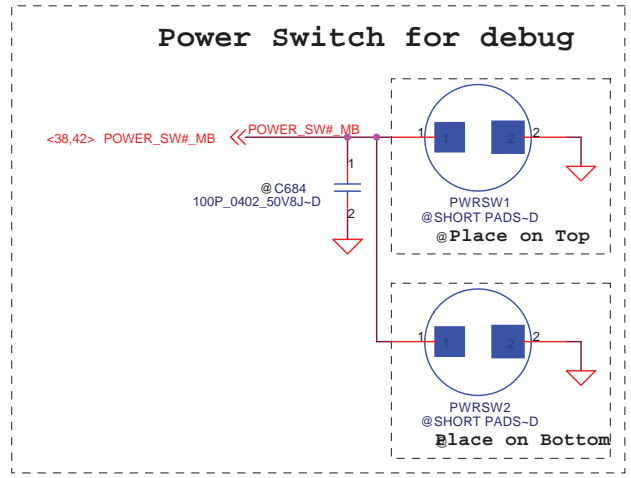 Power Switch for debug
<38,42> POWER_SW#_MB
POWER_SW#_MB
1
1
2
2
1
@ C684
100P_0402_50V8J~D
2
PWRSW1
@SHORT PADS~D
@Place on Top
1
1
2
2
PWRSW2
@SHORT PADS~D
@Place on Bottom